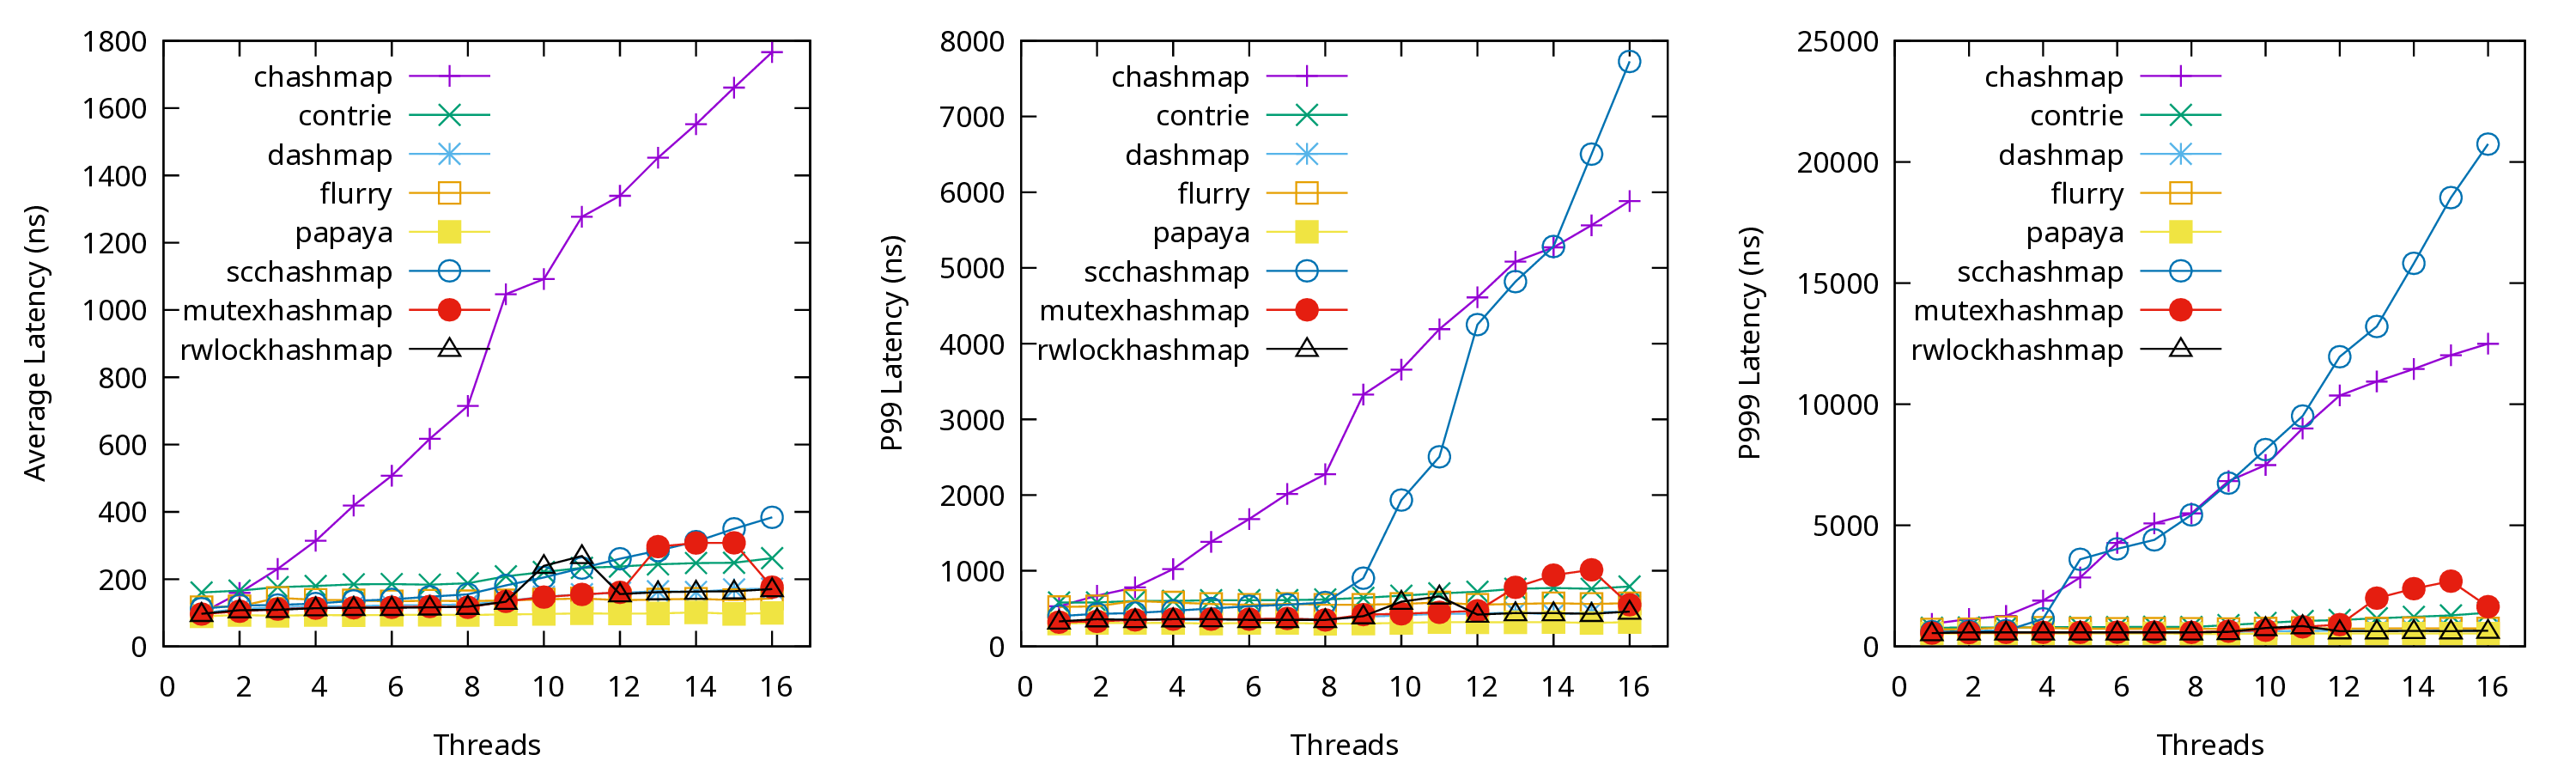 1800
1600
1400
1200
1000
800
600
400
200
0
Average Latency (ns)
chashmap
contrie
dashmap
flurry
papaya
scchashmap
mutexhashmap
rwlockhashmap
0 2 4 6 8 10 12 14 16
Threads
8000
7000
6000
5000
4000
3000
2000
1000
0
P99 Latency (ns)
chashmap
contrie
dashmap
flurry
papaya
scchashmap
mutexhashmap
rwlockhashmap
0 2 4 6 8 10 12 14 16
Threads
25000
20000
15000
10000
5000
0
P999 Latency (ns)
chashmap
contrie
dashmap
flurry
papaya
scchashmap
mutexhashmap
rwlockhashmap
0 2 4 6 8 10 12 14 16
Threads